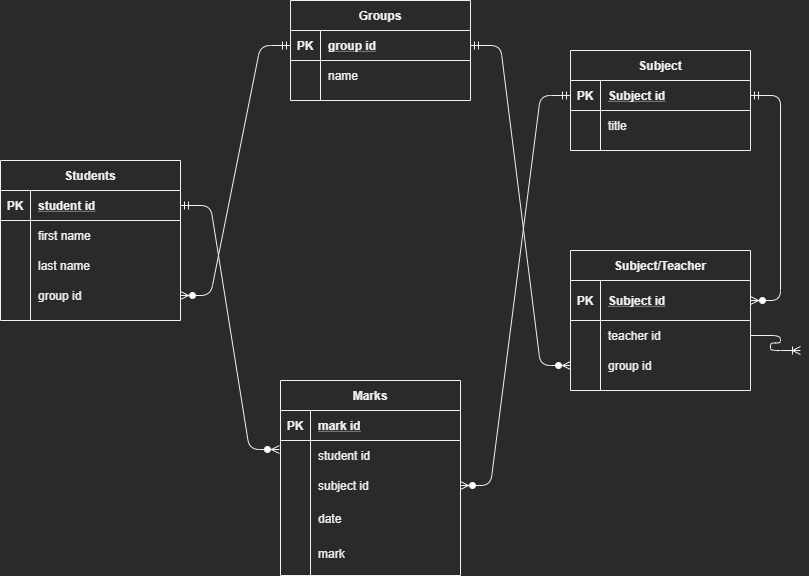 Groups
PK group id
name
Subject
PK Subject id
title
Students
PK student id
first name
last name
group id
Subject/Teacher
PK Subject id
teacher id
group id
Marks
PK mark id
student id
subject id
date
mark